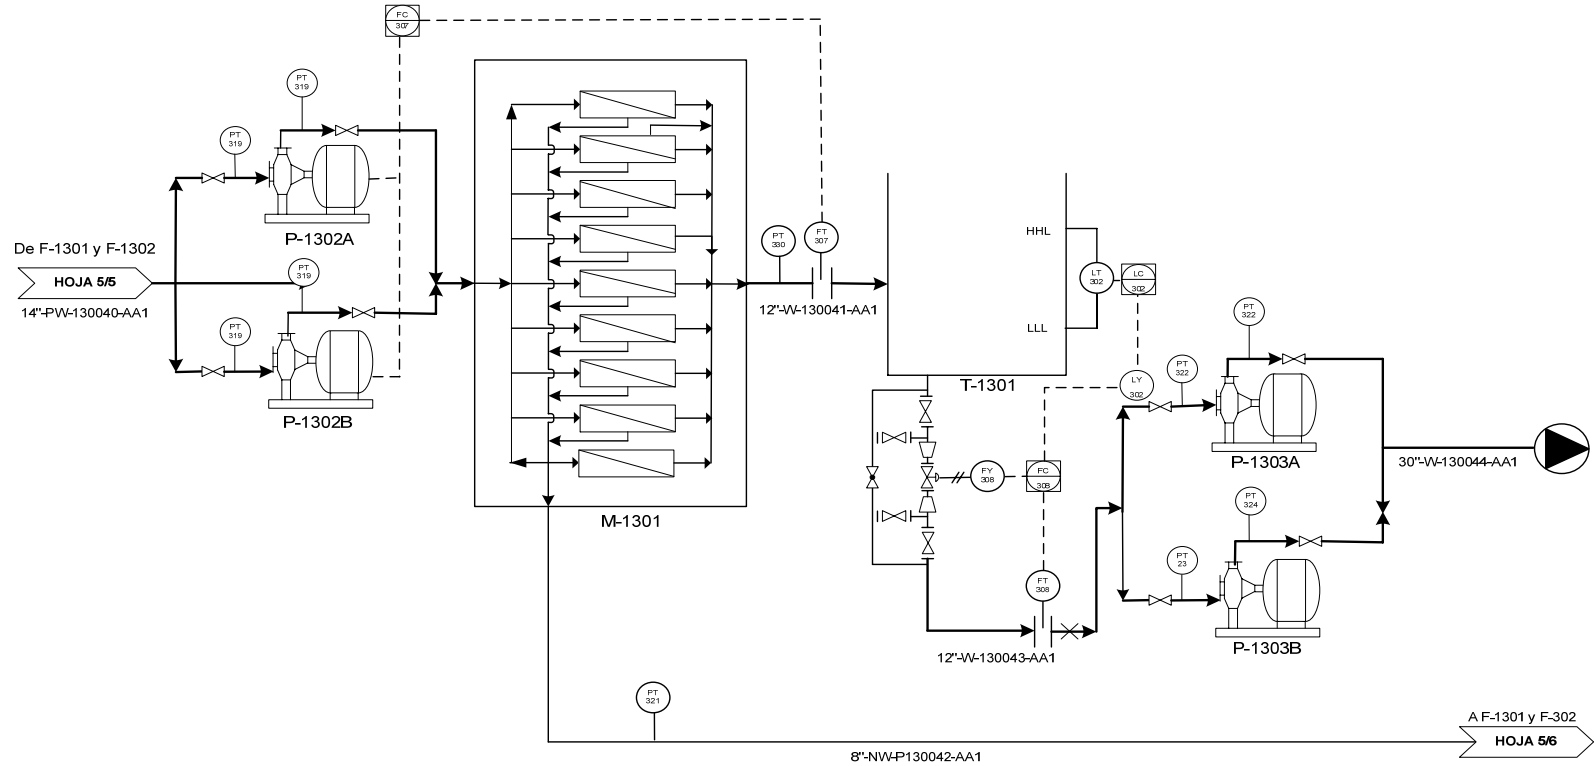 FC
307
PT
319
PT
319
P-1302A
De F-1301 y F-1302
HOJA 5/5
14"-PW-130040-AA1
PT
319
PT
319
P-1302B
M-1301
PT
330
FT
307
12"-W-130041-AA1
HHL
LLL
LT
302
LC
302
T-1301
LY
302
FY
308
FC
308
FT
308
12"-W-130043-AA1
PT
322
PT
322
P-1303A
30"-W-130044-AA1
PT
324
PT
23
P-1303B
PT
321
8"-NW-P130042-AA1
A F-1301 y F-302
HOJA 5/6